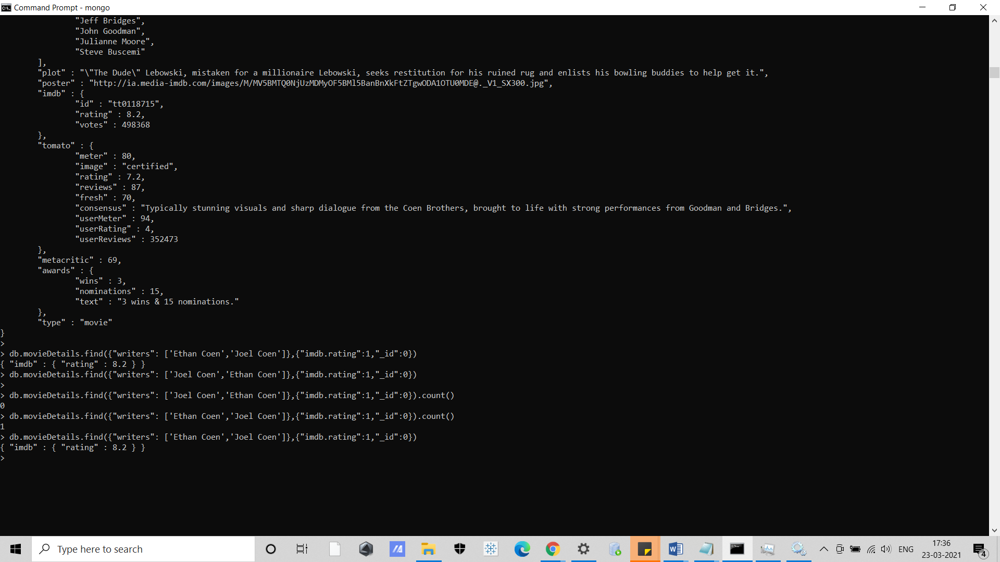 Command Prompt - mongo
"Jeff Bridges",
"John Goodman",
"Julianne Moore",
"Steve Buscemi"
],
"plot" : "\"The Dude\" Lebowski, mistaken for a millionaire Lebowski, seeks restitution for his ruined rug and enlists his bowling buddies to help get it.",
"poster" : "http://ia.media-imdb.com/images/M/MV5BMTQ0NjUzMDMyOF5BMl5BanBnXkFtZTgwODA1OTU0MDE@._V1_SX300.jpg",
"imdb" : {
"id" : "tt0118715",
"rating" : 8.2,
"votes" : 498368
},
"tomato" : {
"meter" : 80,
"image" : "certified",
"rating" : 7.2,
"reviews" : 87,
"fresh" : 70,
"consensus" : "Typically stunning visuals and sharp dialogue from the Coen Brothers, brought to life with strong performances from Goodman and Bridges.",
"userMeter" : 94,
"userRating" : 4,
"userReviews" : 352473
},
"metacritic" : 69,
"awards" : {
"wins" : 3,
"nominations" : 15,
"text" : "3 wins & 15 nominations."
},
"type" : "movie"
}
>
> db.movieDetails.find({"writers": ['Ethan Coen','Joel Coen']},{"imdb.rating":1,"_id":0})
{ "imdb" : { "rating" : 8.2 } }
> db.movieDetails.find({"writers": ['Joel Coen','Ethan Coen']},{"imdb.rating":1,"_id":0})
>
> db.movieDetails.find({"writers": ['Joel Coen','Ethan Coen']},{"imdb.rating":1,"_id":0}).count()
0
> db.movieDetails.find({"writers": ['Ethan Coen','Joel Coen']},{"imdb.rating":1,"_id":0}).count()
1
> db.movieDetails.find({"writers": ['Ethan Coen','Joel Coen']},{"imdb.rating":1,"_id":0})
{ "imdb" : { "rating" : 8.2 } }
>
Type here to search
ENG
17:36
23-03-2021
4